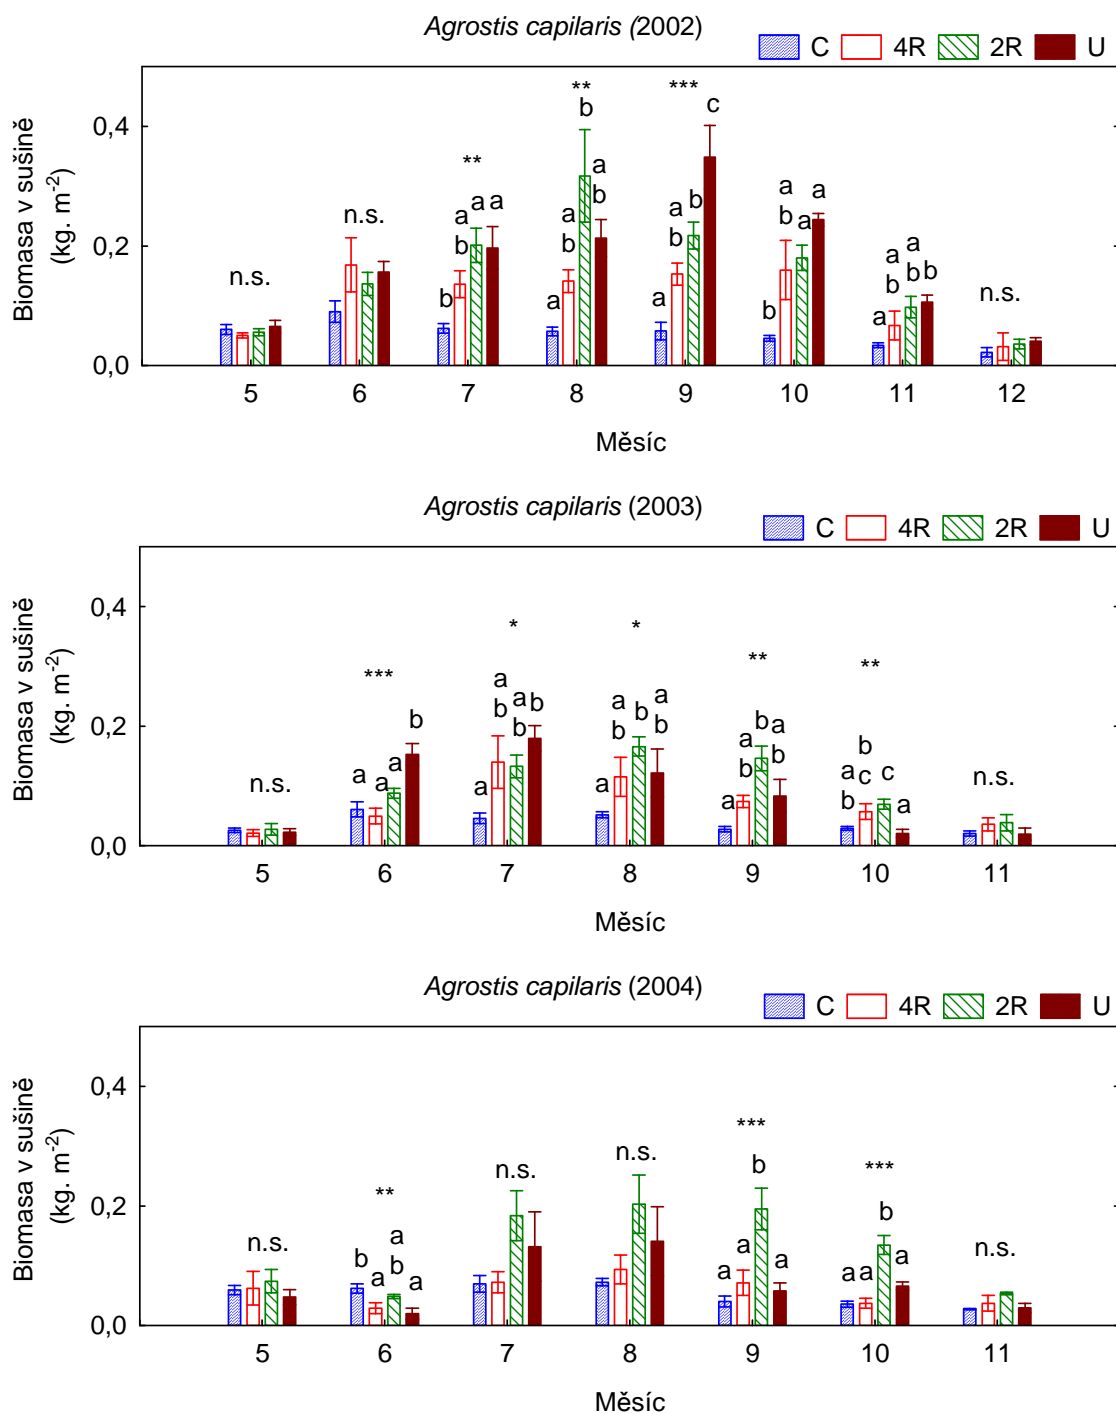 Agrostis capilaris (2002)
C 4R 2R U
Biomasa v sušině
(kg. m-2)
0,4
0,2
0,0
** ***
b c
** a
n.s. a a a b a a
a b a b b a
b b b a
n.s. b a a b a b b n.s.
a
5 6 7 8 9 10 11 12
Měsíc
Agrostis capilaris (2003)
C 4R 2R U
Biomasa v sušině
(kg. m-2)
0,4
0,2
0,0
* *
*** ** **
a a b a b a b a
b b b b a b
n.s. a a a b a a b b a b c c a n.s.
b
5 6 7 8 9 10 11
Měsíc
Agrostis capilaris (2004)
C 4R 2R U
Biomasa v sušině
(kg. m-2)
0,4
0,2
0,0
***
n.s. n.s. b ***
** b
n.s. b a a b a a a a a a a n.s.
5 6 7 8 9 10 11
Měsíc